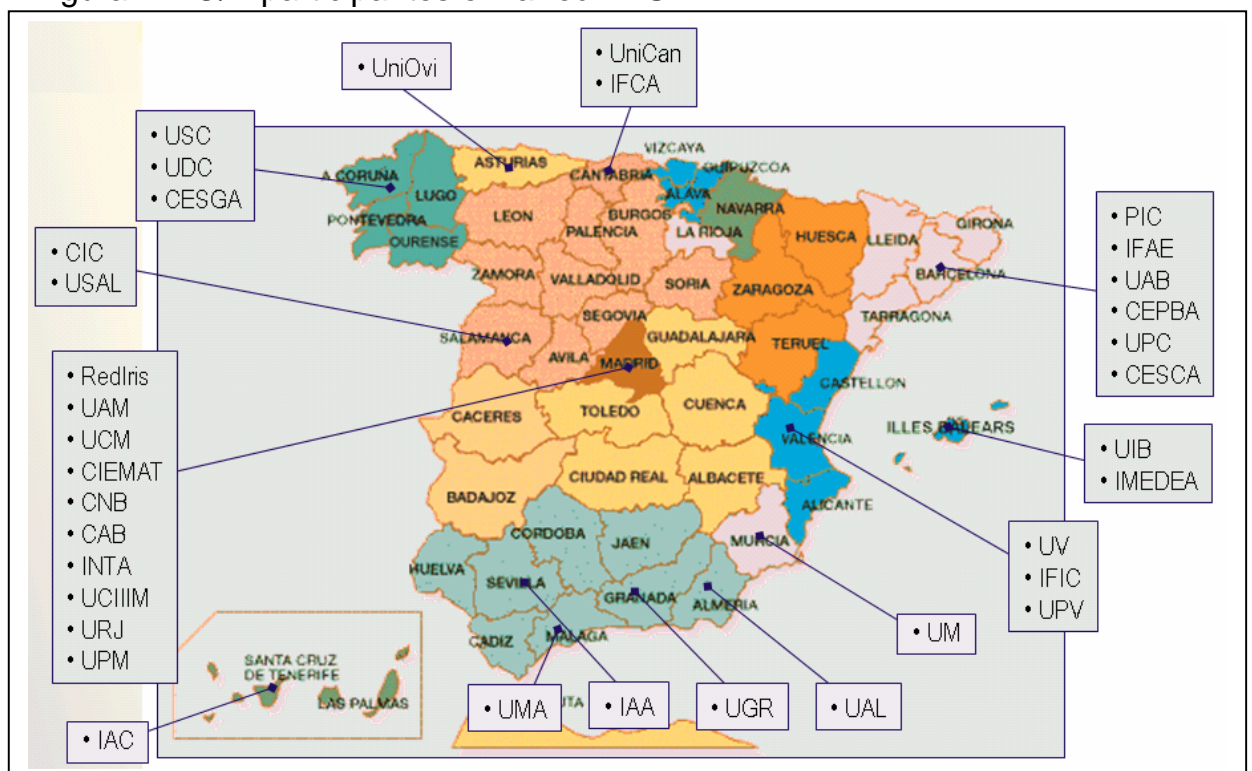 • UniOvi
• UniCan
• IFCA
• USC
• UDC
• CESGA
• CIC
• USAL
• RedIris
• UAM
• UCM
• CIEMAT
• CNB
• CAB
• INTA
• UCIIIM
• URJ
• UPM
• IAC
• PIC
• IFAE
• UAB
• CEPBA
• UPC
• CESCA
• UIB
• IMEDEA
• UV
• IFIC
• UPV
• UM
• UMA
• IAA
• UGR
• UAL
A CORUÑA
LUGO
PONTEVEDRA
OURENSE
ASTURIAS
CANTABRIA
VIZCAYA
GUIPUZCOA
ALAVA
NAVARRA
LA RIOJA
LEON
PALENCIA
BURGOS
ZAMORA
VALLADOLID
SORIA
SEGOVIA
SALAMANCA
AVILA
MADRID
GUADALAJARA
HUESCA
ZARAGOZA
TERUEL
LLEIDA
GIRONA
BARCELONA
TARRAGONA
CASTELLON
VALENCIA
ALICANTE
ILLES BALEARS
CACERES
BADAJOZ
TOLEDO
CUENCA
CIUDAD REAL
ALBACETE
MURCIA
HUELVA
SEVILLA
CORDOBA
JAEN
GRANADA
ALMERIA
CADIZ
MALAGA
SANTA CRUZ
DE TENERIFE
LAS PALMAS